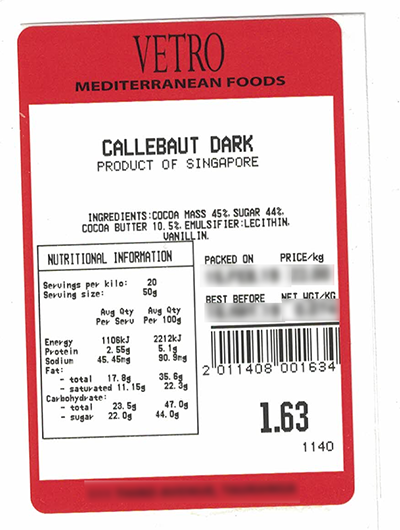 VETRO
MEDITERRANEAN FOODS
CALLEBAUT DARK
PRODUCT OF SINGAPORE
INGREDIENTS:COCOA MASS 45%, SUGAR 44%,
COCOA BUTTER 10.5%, EMULSIFIER:LECITHIN,
VANILLIN.
NUTRITIONAL INFORMATION
Servings per kilo: 20
Serving size: 50g
Avg Qty Avg Qty
Per Serv Per 100g
Energy 1106kJ 2212kJ
Protein 2.55g 5.1g
Sodium 45.45mg 90.9mg
Fat:
- total 17.8g 35.6g
- saturated 11.15g 22.3g
Carbohydrate:
- total 23.5g 47.0g
- sugar 22.0g 44.0g
PACKED ON PRICE/kg
BEST BEFORE NET WGT/KG
2 011408 001634
1.63
1140